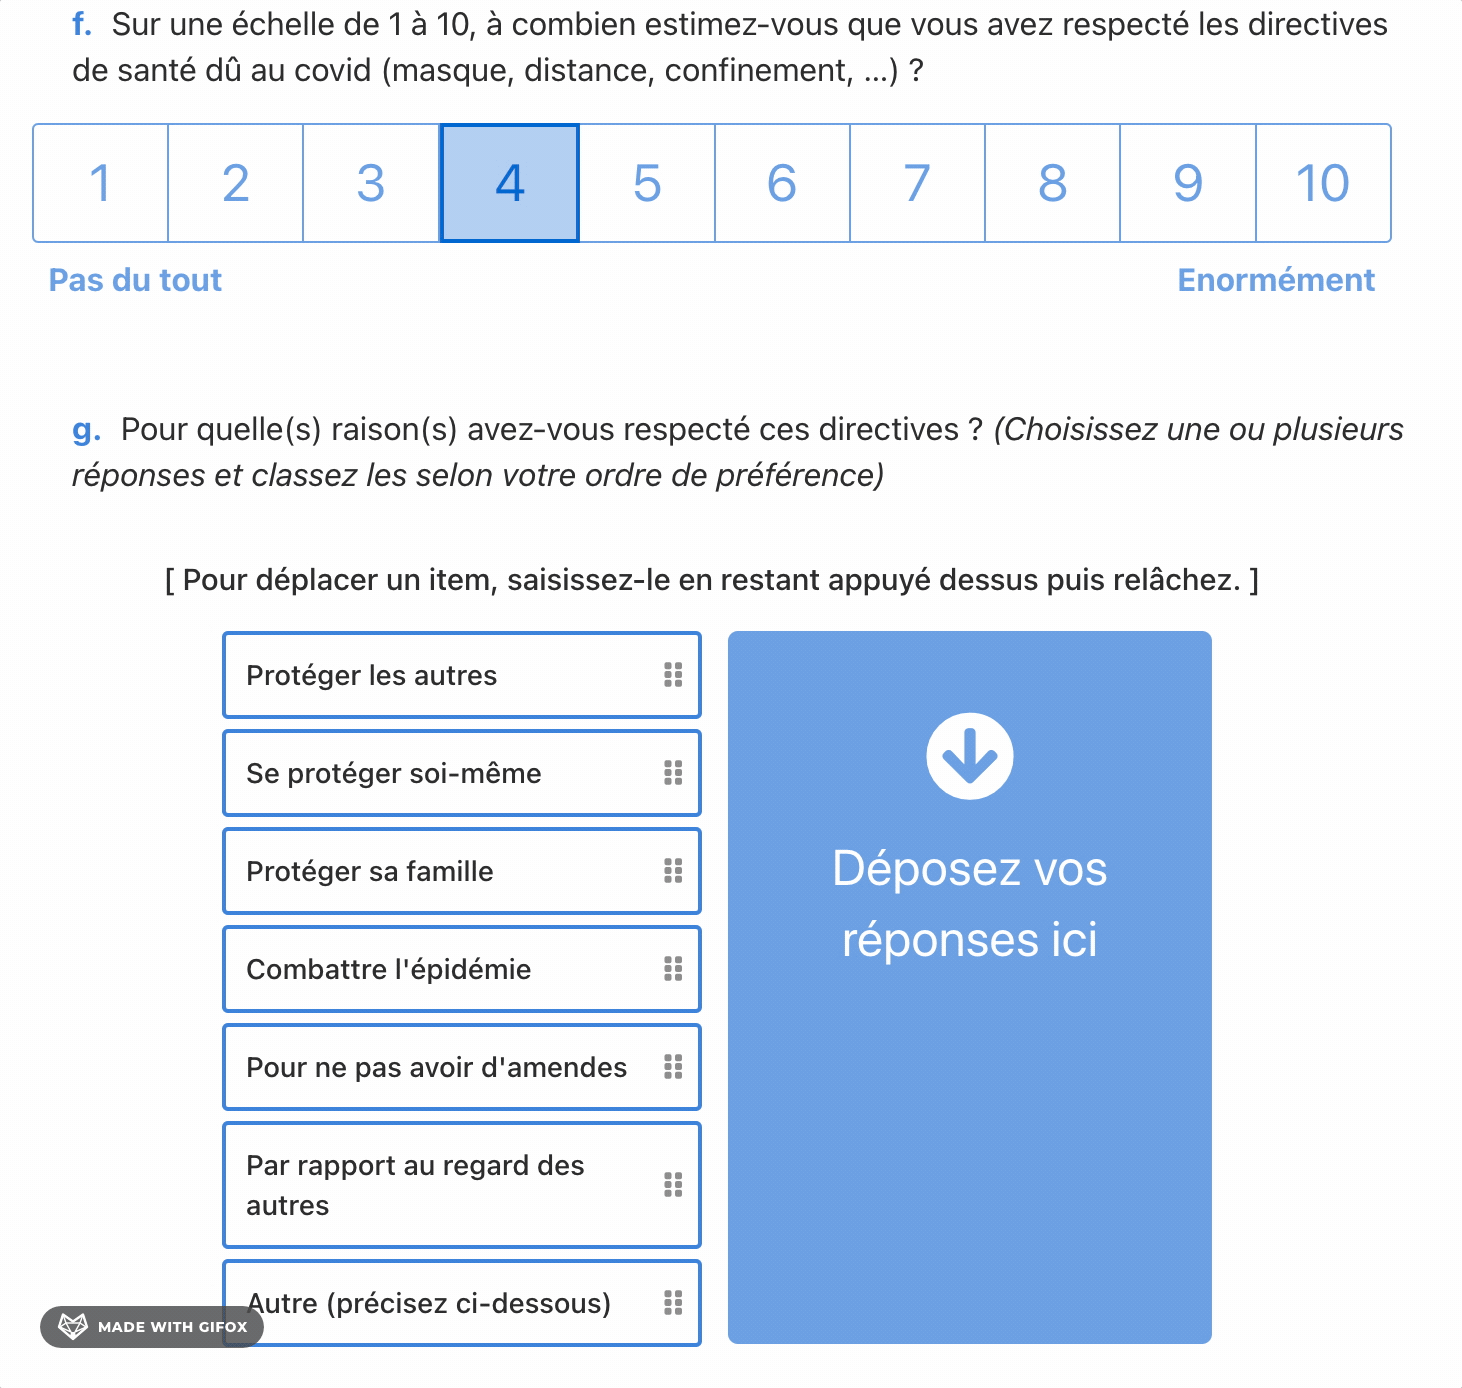 f. Sur une échelle de 1 à 10, à combien estimez-vous que vous avez respecté les directives
de santé dû au covid (masque, distance, confinement, ...) ?
1 2 3 4 5 6 7 8 9 10
Pas du tout Enormément
g. Pour quelle(s) raison(s) avez-vous respecté ces directives ? (Choisissez une ou plusieurs
réponses et classez les selon votre ordre de préférence)
[ Pour déplacer un item, saisissez-le en restant appuyé dessus puis relâchez. ]
Protéger les autres
Se protéger soi-même
Protéger sa famille
Combattre l'épidémie
Pour ne pas avoir d'amendes
Par rapport au regard des
autres
Autre (précisez ci-dessous)
Déposez vos
réponses ici
MADE WITH GIFOX